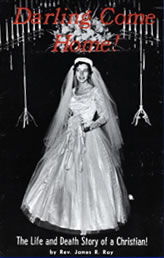 Darling Come
Home!
The Life and Death Story of a Christian!
by Rev. James R. Roy